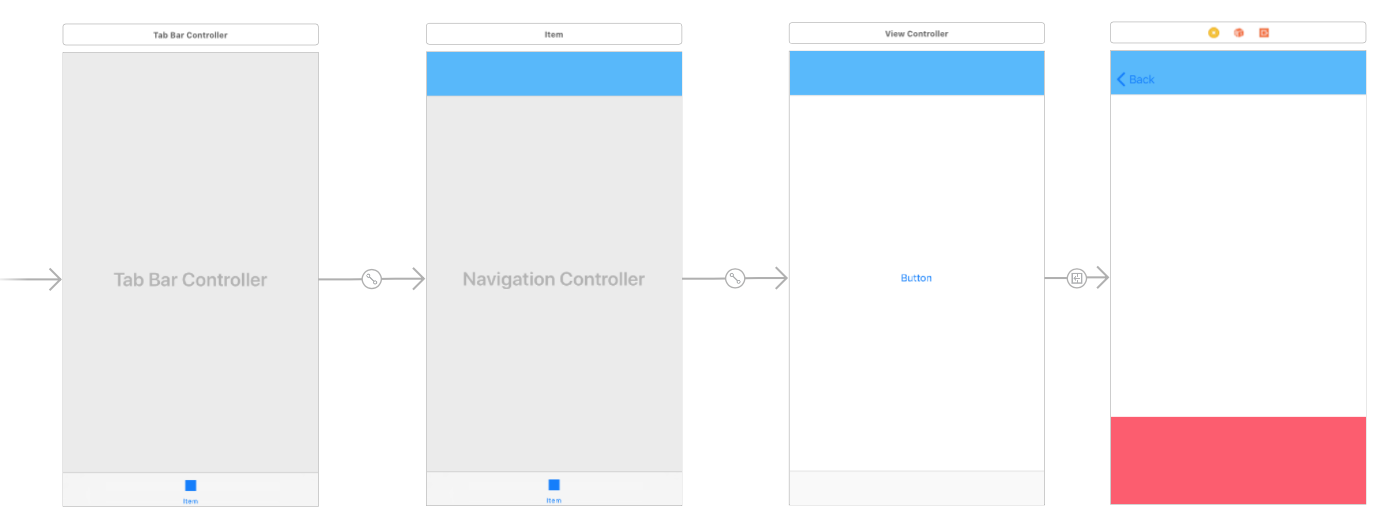 Tab Bar Controller
Item
View Controller
Back
Tab Bar Controller
Navigation Controller
Button
Item
Item